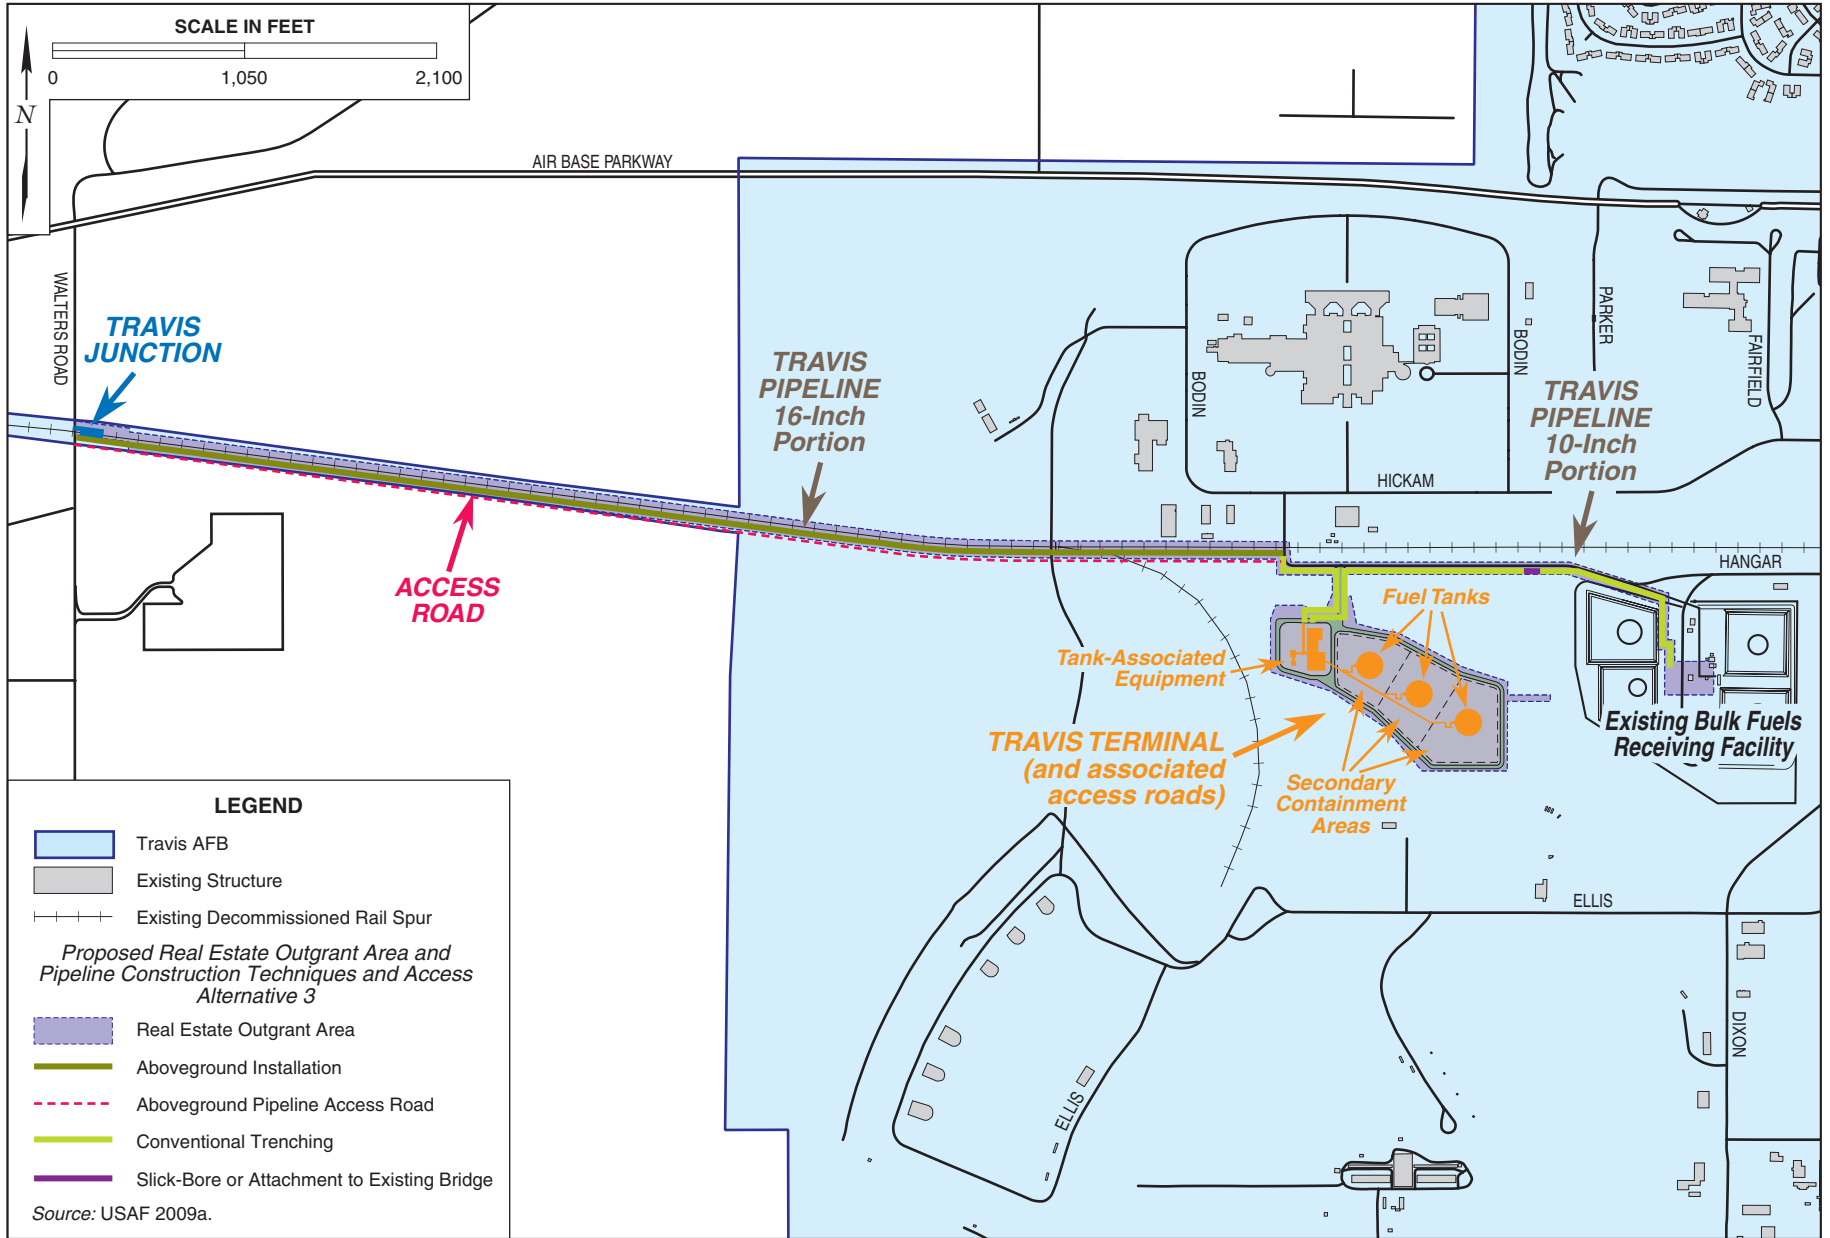 SCALE IN FEET
0 1,050 2,100
N
AIR BASE PARKWAY
WALTERS ROAD
TRAVIS
JUNCTION
ACCESS
ROAD
TRAVIS
PIPELINE
16-Inch
Portion
BODIN
BODIN
PARKER
FAIRFIELD
TRAVIS
PIPELINE
10-Inch
Portion
HICKAM
HANGAR
Fuel Tanks
Tank-Associated
Equipment
TRAVIS TERMINAL
(and associated
access roads)
Secondary
Containment
Areas
Existing Bulk Fuels
Receiving Facility
ELLIS
ELLIS
DIXON
LEGEND
Travis AFB
Existing Structure
Existing Decommissioned Rail Spur
Proposed Real Estate Outgrant Area and
Pipeline Construction Techniques and Access
Alternative 3
Real Estate Outgrant Area
Aboveground Installation
Aboveground Pipeline Access Road
Conventional Trenching
Slick-Bore or Attachment to Existing Bridge
Source: USAF 2009a.